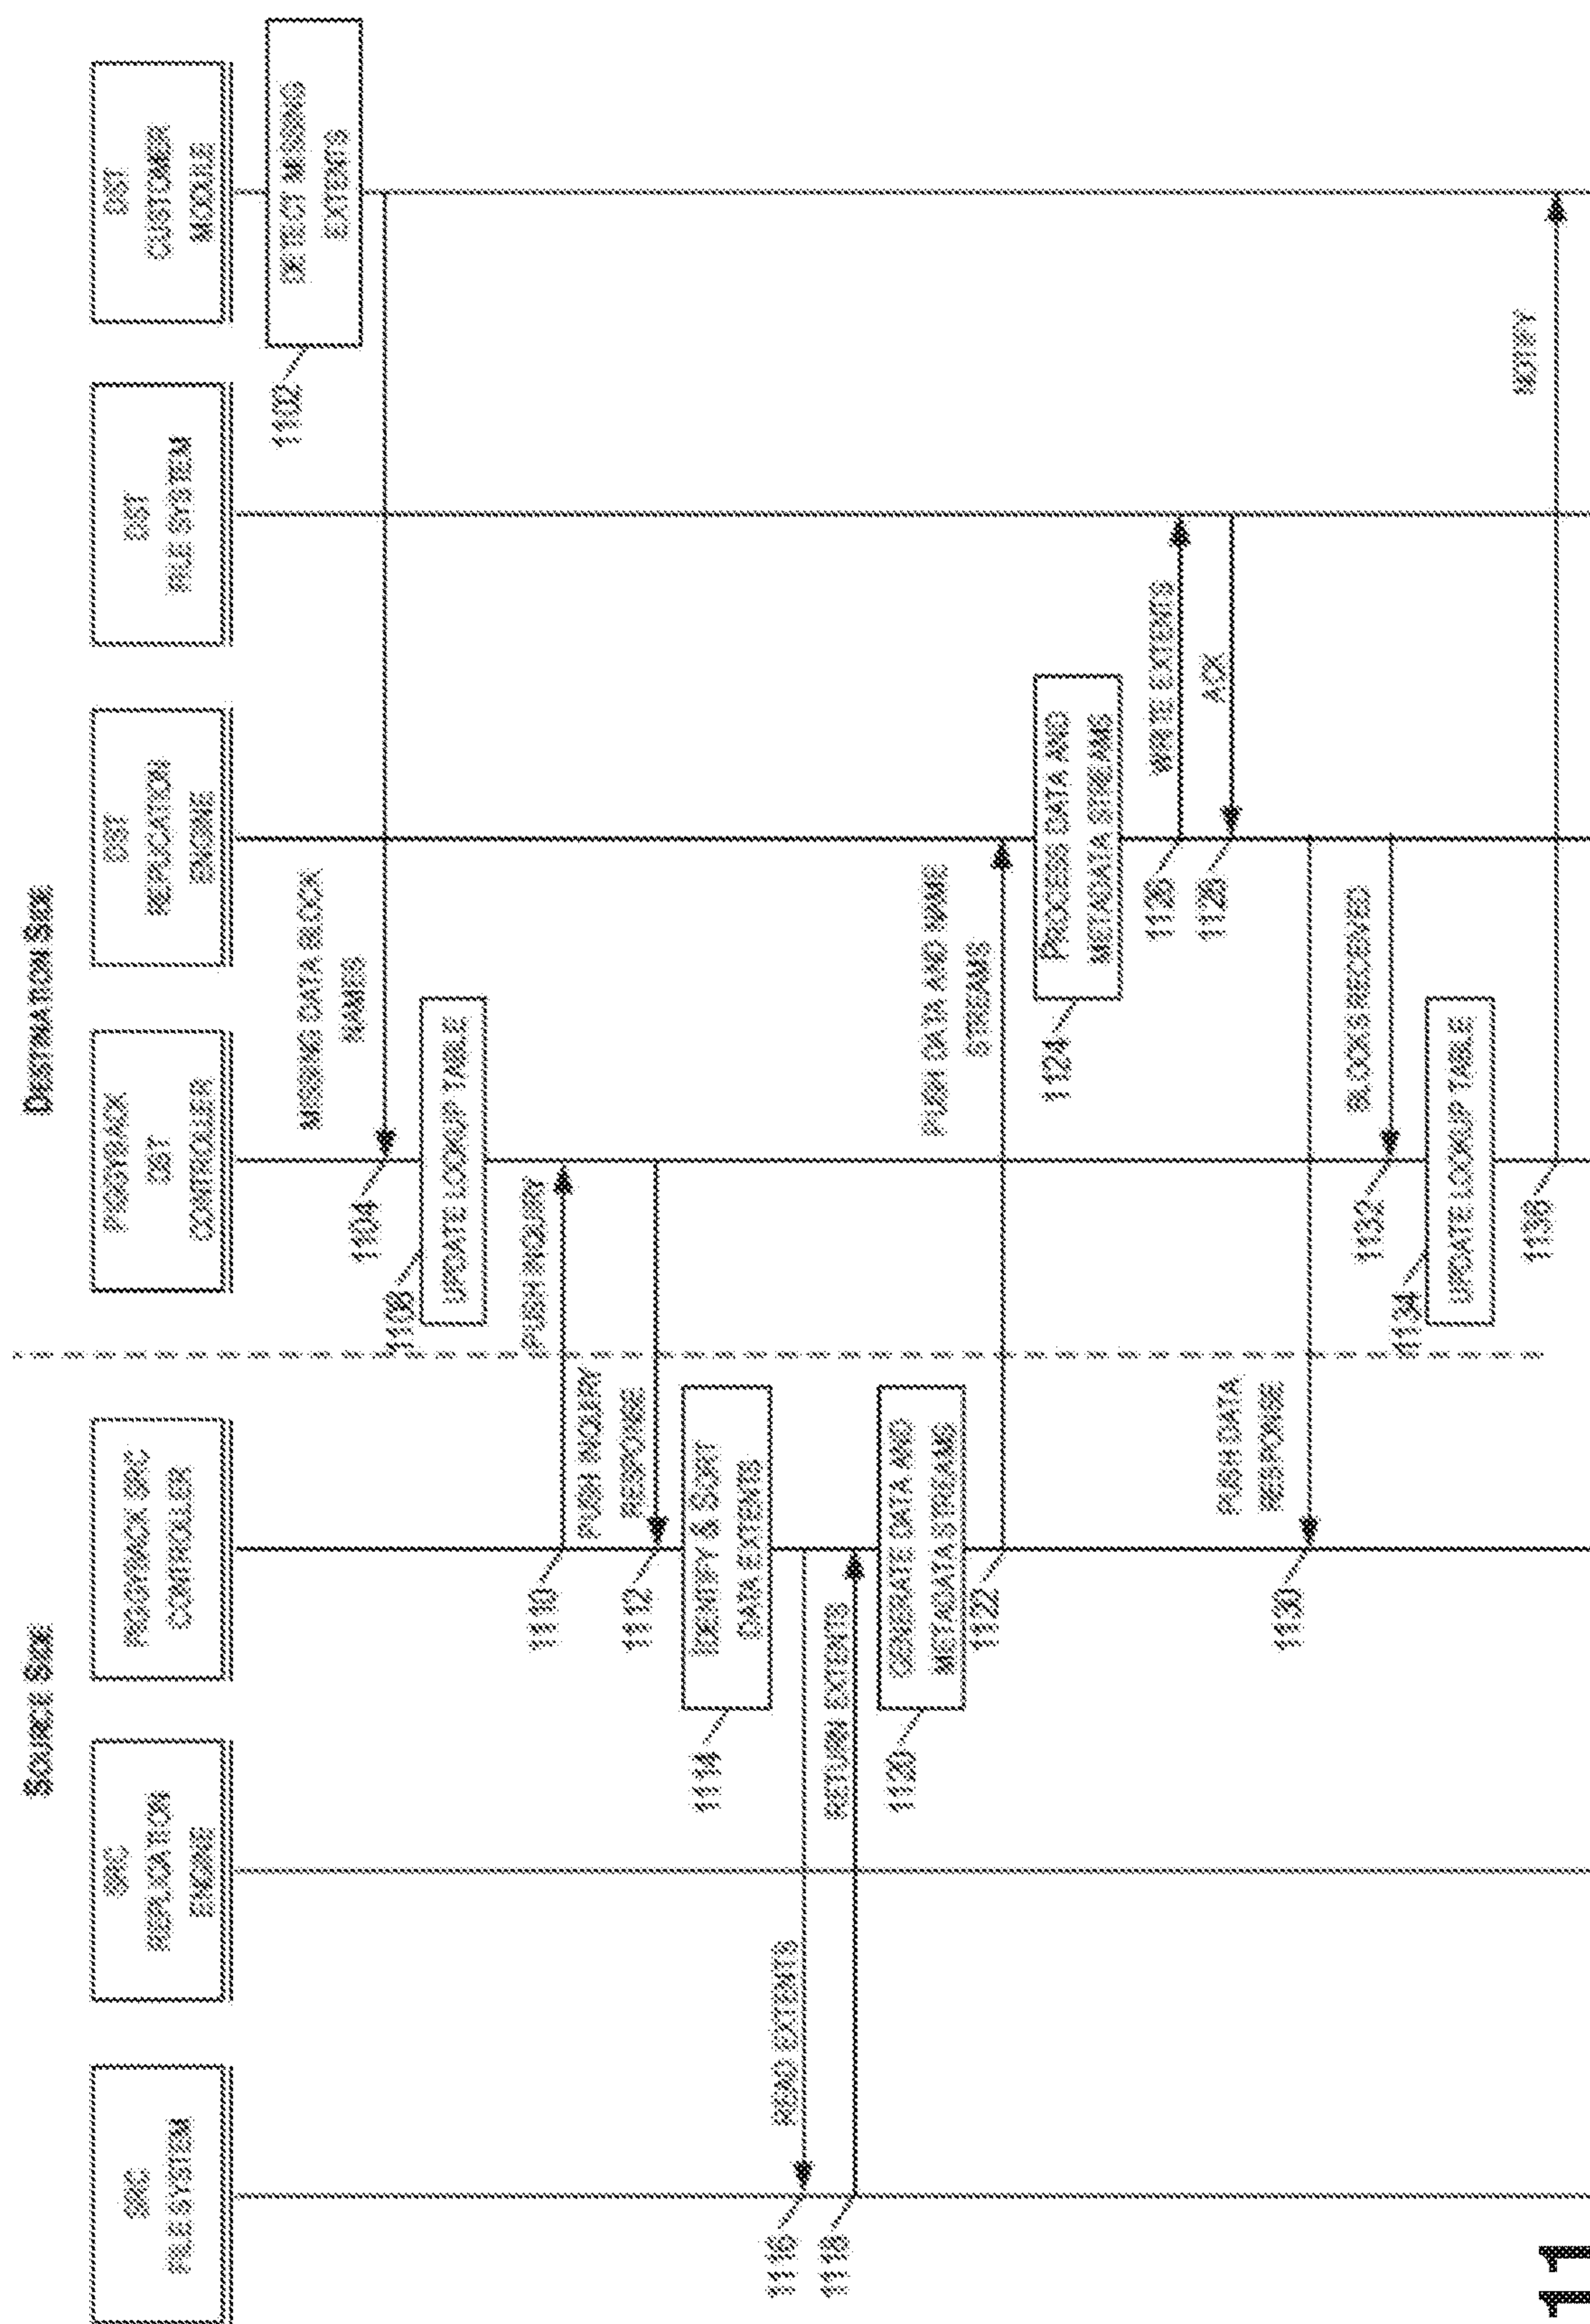 SOURCE SIDE
DESTINATION SIDE
SRC
FILE SYSTEM
SRC
REPLICATION
ENGINE
PIGGYBACK SRC
CONTROLLER
PIGGYBACK
DST
CONTROLLER
DST
REPLICATION
ENGINE
DST
FILE SYSTEM
DST
CUSTOMER
MODULE
1102
DETECT MISSING
EXTENTS
MISSING DATA BLOCK
NAMES
1104
1108
UPDATE LOOKUP TABLE
PUSH INQUIRY
1110
PUSH INQUIRY
RESPONSE
1112
1114
IDENTIFY & SORT
DATA EXTENTS
READ EXTENTS
1116
RETURN EXTENTS
1118
1120
GENERATE DATA AND
METADATA STREAMS
PUSH DATA AND NAME
STREAMS
1122
1124
PROCESS DATA AND
METADATA STREAMS
WRITE EXTENTS
1126
ACK
1128
PUSH DATA
RESPONSE
1130
BLOCKS RECEIVED
1132
1134
UPDATE LOOKUP TABLE
NOTIFY
1136
11